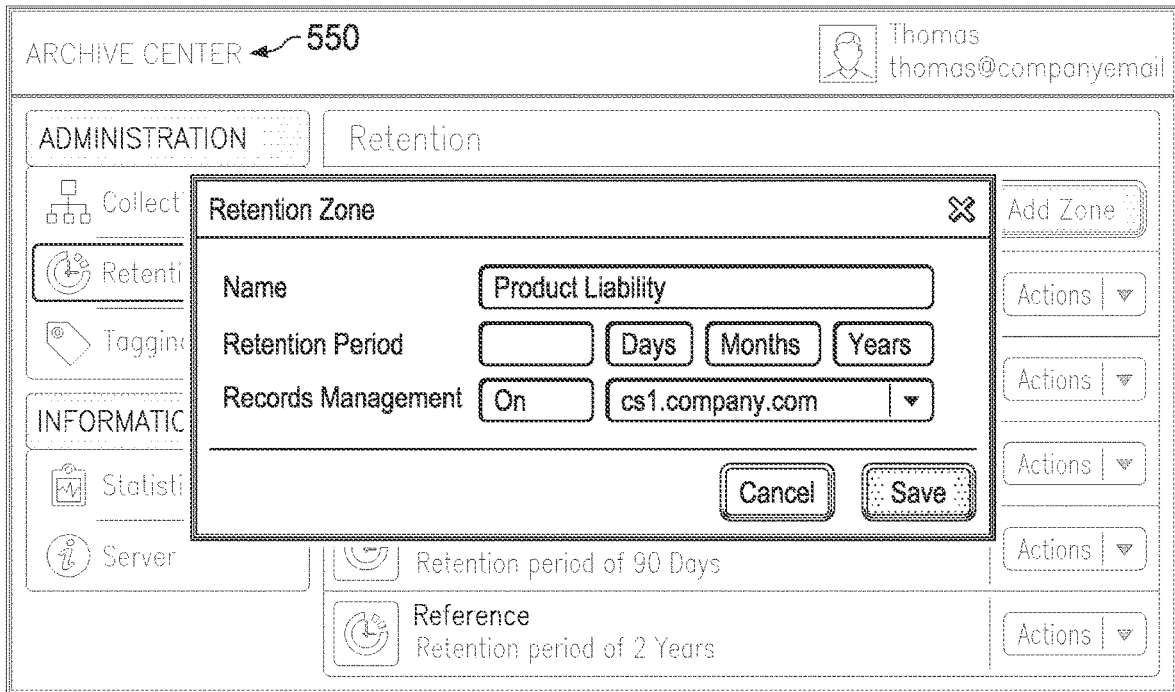 ARCHIVE CENTER 550
Thomas
thomas@companyemail
ADMINISTRATION
Retention
Collect
Retention Zone
Add Zone
Retenti
Name Product Liability
Actions
Taggin
Retention Period Days Months Years
Records Management On cs1.company.com
Actions
INFORMATIC
Statisti
Cancel Save
Actions
Server
Retention period of 90 Days
Actions
Reference
Retention period of 2 Years
Actions